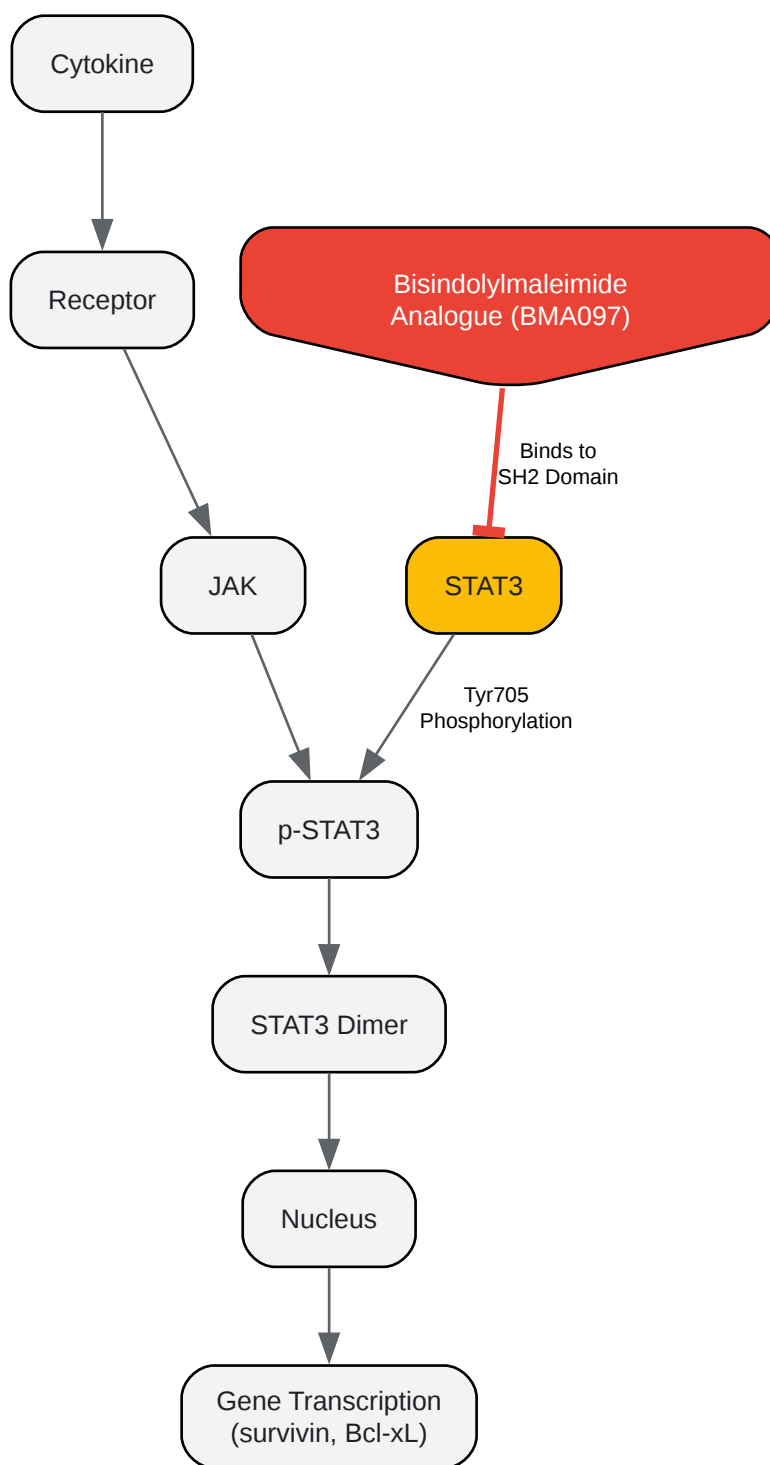 Cytokine
Receptor
Bisindolylmaleimide
Analogue (BMA097)
Binds to
SH2 Domain
JAK
STAT3
Tyr705
Phosphorylation
p-STAT3
STAT3 Dimer
Nucleus
Gene Transcription
(survivin, Bcl-xL)